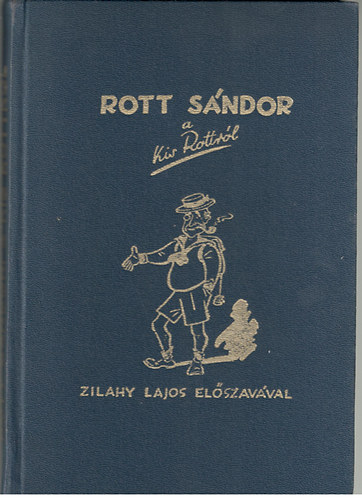 ROTT SÁNDOR
a
Kis Rottról
ZILAHY LAJOS ELŐSZAVÁVAL